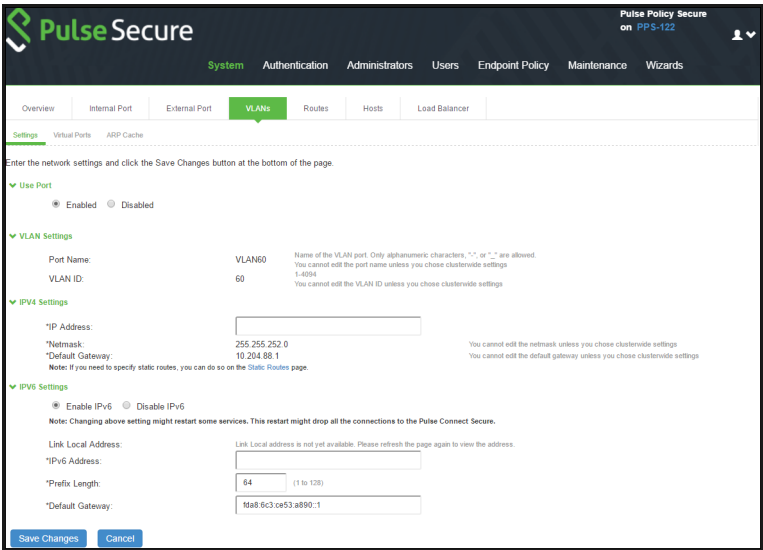 Pulse Secure
Pulse Policy Secure
on PPS-122
System Authentication Administrators Users Endpoint Policy Maintenance Wizards
Overview Internal Port External Port VLANs Routes Hosts Load Balancer
Settings Virtual Ports ARP Cache
Enter the network settings and click the Save Changes button at the bottom of the page.
Use Port
Enabled Disabled
VLAN Settings
Port Name: VLAN60 Name of the VLAN port. Only alphanumeric characters, "-", or "_" are allowed.
You cannot edit the port name unless you chose clusterwide settings
VLAN ID: 60 1-4094
You cannot edit the VLAN ID unless you chose clusterwide settings
IPV4 Settings
*IP Address:
*Netmask: 255.255.252.0 You cannot edit the netmask unless you chose clusterwide settings
*Default Gateway: 10.204.88.1 You cannot edit the default gateway unless you chose clusterwide settings
Note: If you need to specify static routes, you can do so on the Static Routes page.
IPV6 Settings
Enable IPv6 Disable IPv6
Note: Changing above setting might restart some services. This restart might drop all the connections to the Pulse Connect Secure.
Link Local Address: Link Local address is not yet available. Please refresh the page again to view the address.
*IPv6 Address:
*Prefix Length: 64 (1 to 128)
*Default Gateway: fda8:6c3:ce53:a890::1
Save Changes Cancel